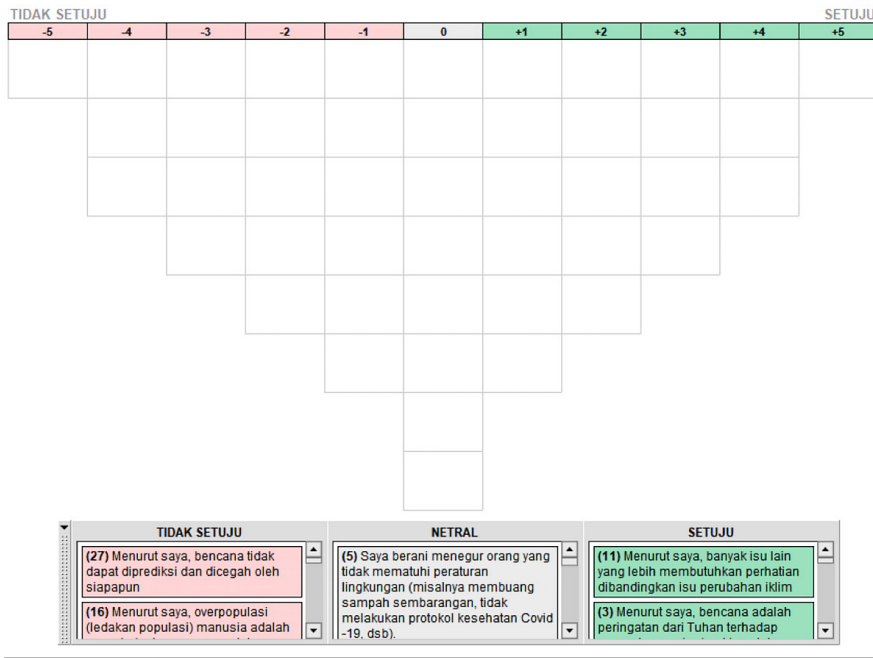 TIDAK SETUJU SETUJU
-5 -4 -3 -2 -1 0 +1 +2 +3 +4 +5
TIDAK SETUJU
(27) Menurut saya, bencana tidak
dapat diprediksi dan dicegah oleh
siapapun
(16) Menurut saya, overpopulasi
(ledakan populasi) manusia adalah
NETRAL
(5) Saya berani menegur orang yang
tidak mematuhi peraturan
lingkungan (misalnya membuang
sampah sembarangan, tidak
melakukan protokol kesehatan Covid
-19, dsb).
SETUJU
(11) Menurut saya, banyak isu lain
yang lebih membutuhkan perhatian
dibandingkan isu perubahan iklim
(3) Menurut saya, bencana adalah
peringatan dari Tuhan terhadap